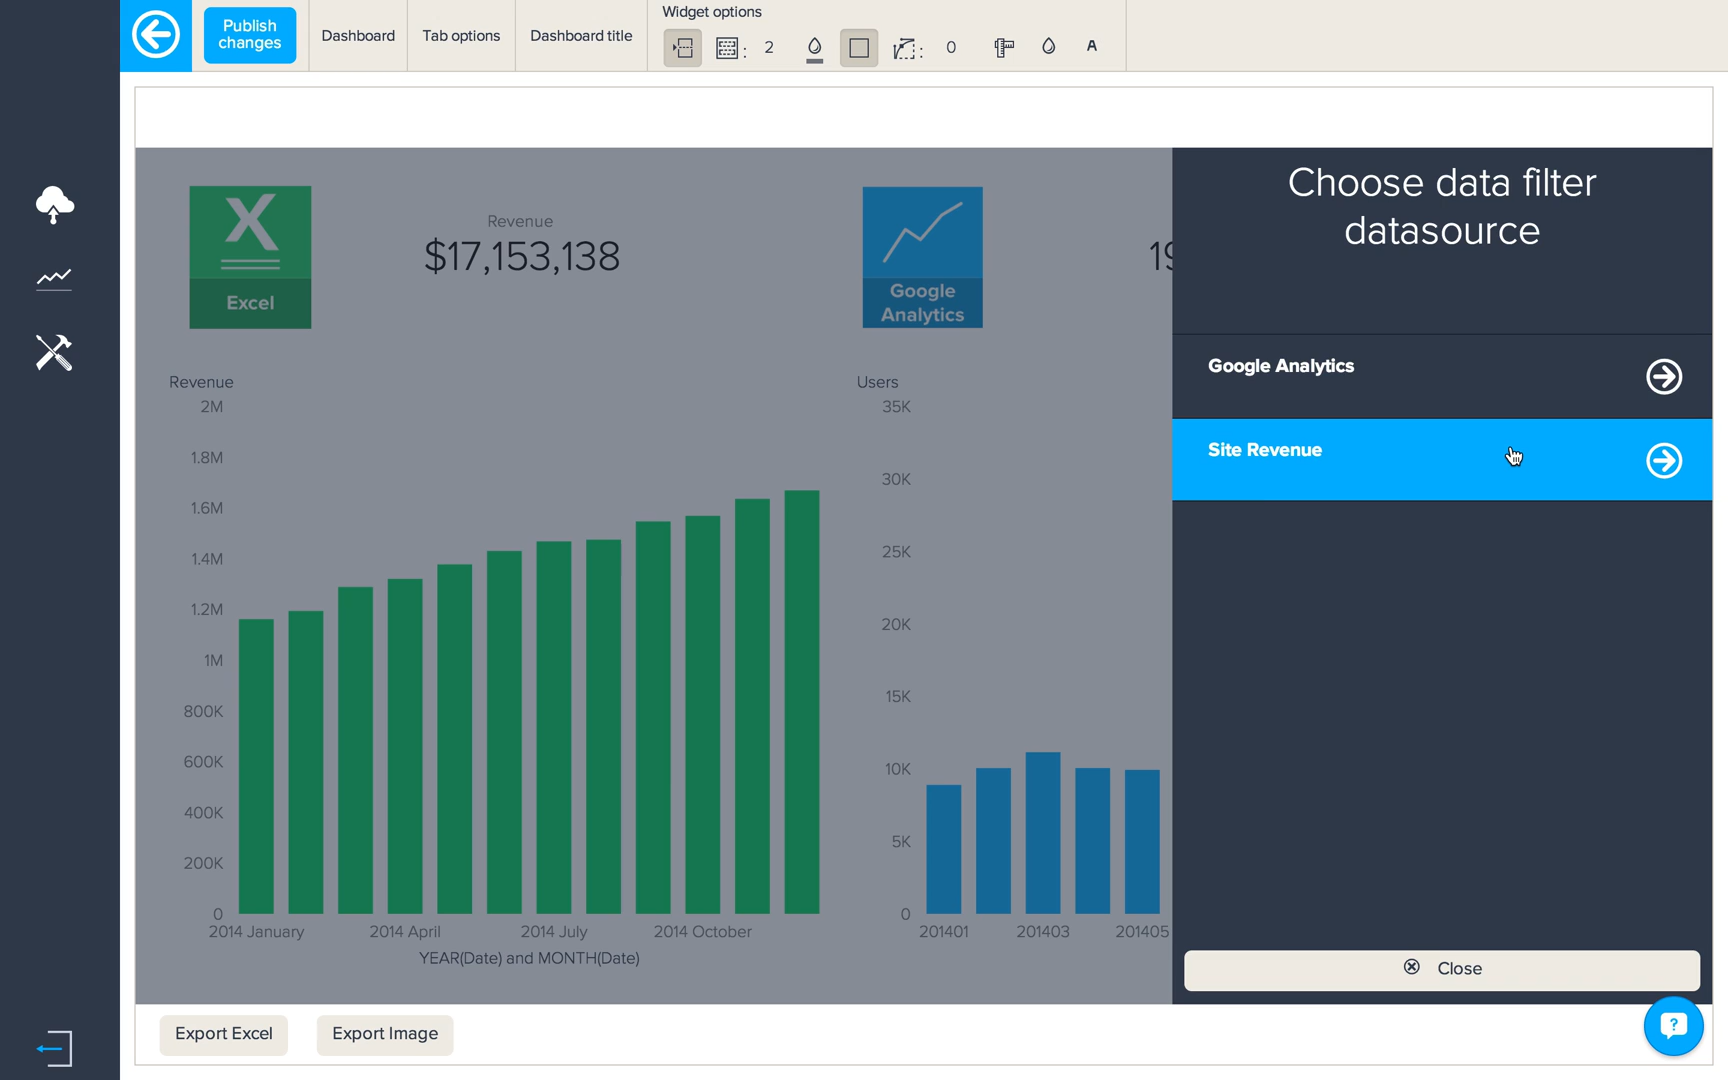 Publish
changes
Dashboard
Tab options
Dashboard title
Widget options
: 2
: 0
A
Choose data filter
datasource
X
Excel
Revenue
$17,153,138
Google
Analytics
Google Analytics
Site Revenue
Revenue
2M
1.8M
1.6M
1.4M
1.2M
1M
800K
600K
400K
200K
0
2014 January
2014 April
2014 July
2014 October
YEAR(Date) and MONTH(Date)
Users
35K
30K
25K
20K
15K
10K
5K
0
201401
201403
201405
Close
?
Export Excel
Export Image